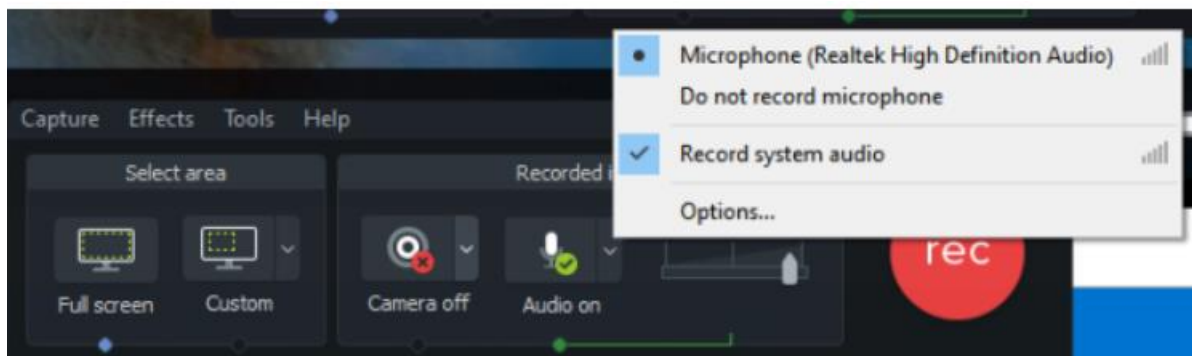 Microphone (Realtek High Definition Audio)
Do not record microphone
Record system audio
Options...
Capture Effects Tools Help
Select area
Recorded i
Full screen
Custom
Camera off
Audio on
rec